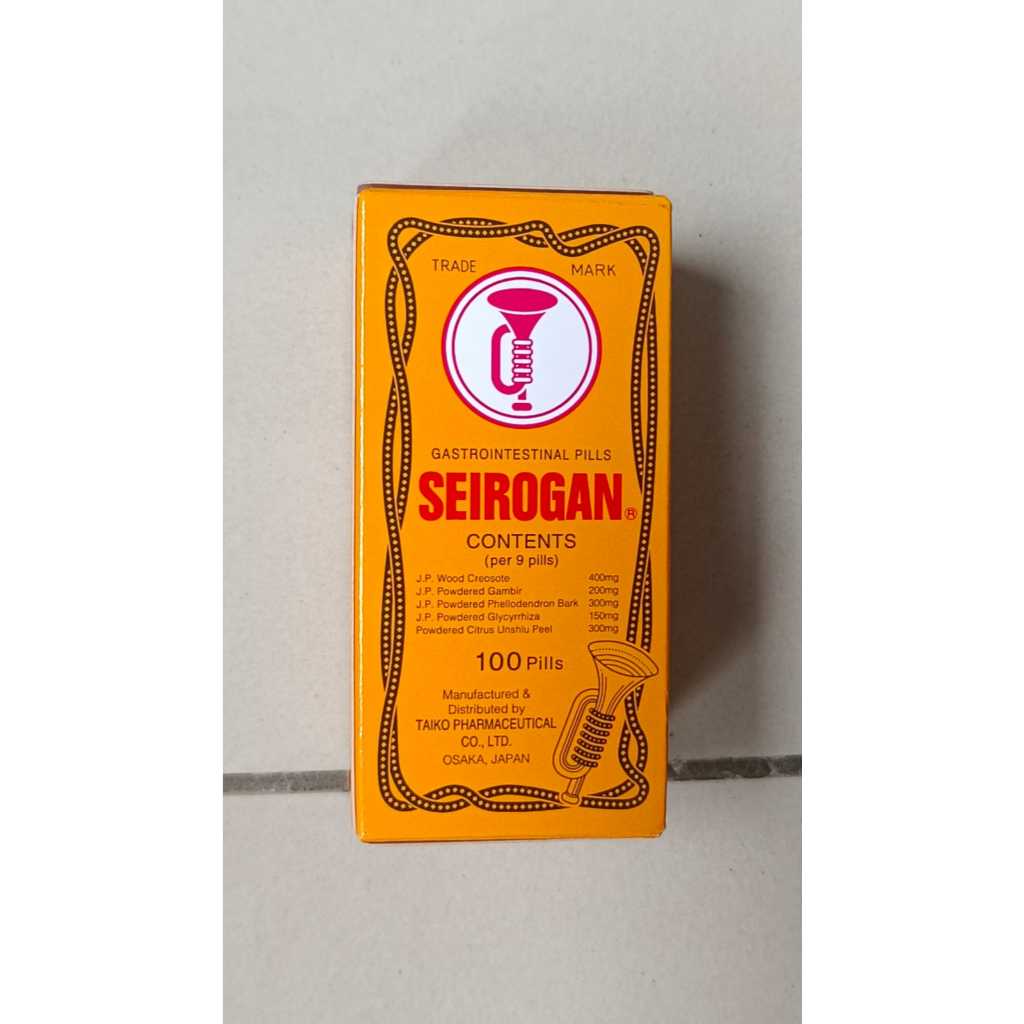 TRADE MARK
GASTROINTESTINAL PILLS
SEIROGAN®
CONTENTS
(per 9 pills)
J.P. Wood Creosote 400mg
J.P. Powdered Gambir 200mg
J.P. Powdered Phellodendron Bark 300mg
J.P. Powdered Glycyrrhiza 150mg
Powdered Citrus Unshiu Peel 300mg
100 Pills
Manufactured &
Distributed by
TAIKO PHARMACEUTICAL
CO., LTD.
OSAKA, JAPAN